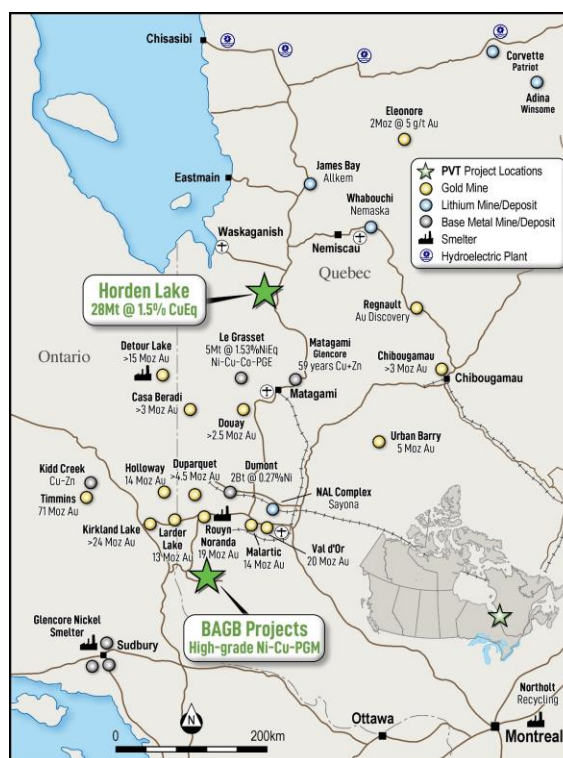 Chisasibi
Corvette
Patriot
Adina
Winsome
Eleonore
2Moz @ 5 g/t Au
PVT Project Locations
Gold Mine
Lithium Mine/Deposit
Base Metal Mine/Deposit
Smelter
Hydroelectric Plant
James Bay
Allkem
Eastmain
Whabouchi
Nemaska
Waskaganish
Nemiscau
Quebec
Horden Lake
28Mt @ 1.5% CuEq
Regnault
Au Discovery
Ontario
Detour Lake
>15 Moz Au
Le Grasset
5Mt @ 1.53%NiEq
Ni-Cu-Co-PGE
Matagami
Glencore
59 years Cu+Zn
Chibougamau
>3 Moz Au
Chibougamau
Casa Beradi
>3 Moz Au
Matagami
Douay
>2.5 Moz Au
Urban Barry
5 Moz Au
Kidd Creek
Cu-Zn
Timmins
71 Moz Au
Holloway
14 Moz Au
Duparquet
>4.5 Moz Au
Dumont
2Bt @ 0.27%Ni
NAL Complex
Sayona
Kirkland Lake
>24 Moz Au
Larder
Lake
13 Moz Au
Rouyn
Noranda
19 Moz Au
Malartic
14 Moz Au
Val d'Or
20 Moz Au
BAGB Projects
High-grade Ni-Cu-PGM
Glencore Nickel
Smelter
Sudbury
N
0
200km
Ottawa
Northolt
Recycling
Montreal